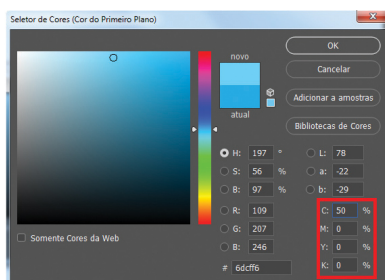 Seletor de Cores (Cor do Primeiro Plano)
novo
atual
OK
Cancelar
Adicionar a amostras
Bibliotecas de Cores
H: 197 °
S: 56 %
B: 97 %
R: 109
G: 207
B: 246
# 6dcff6
L: 78
a: -22
b: -29
C: 50 %
M: 0 %
Y: 0 %
K: 0 %
Somente Cores da Web